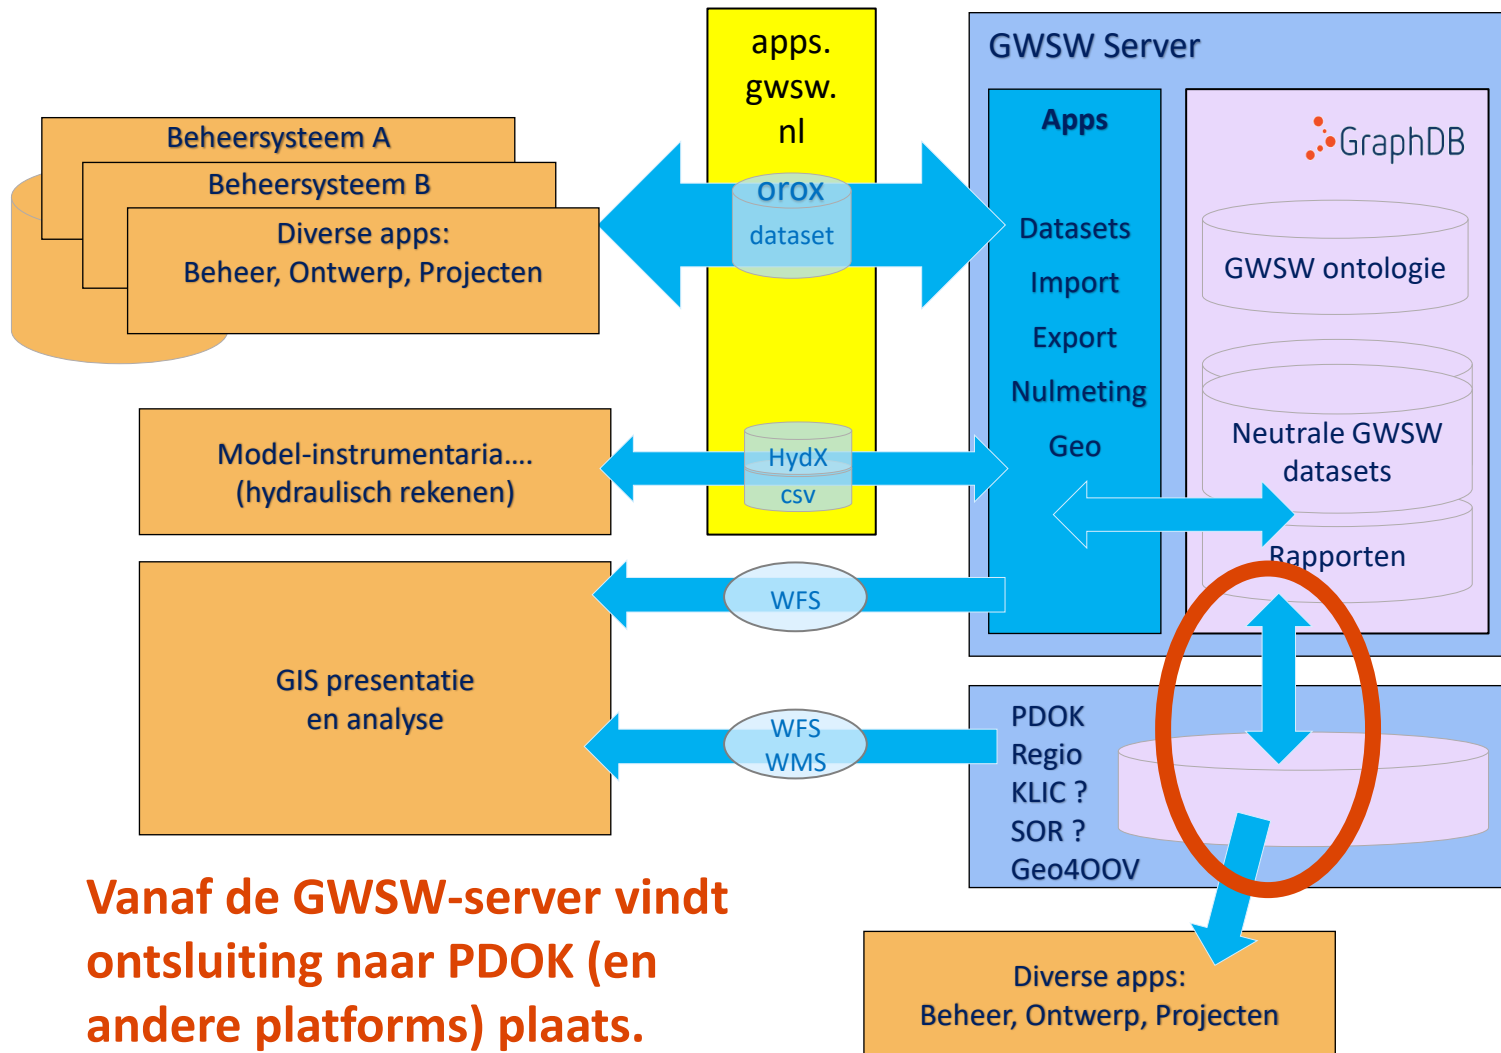 apps.
gwsw.
nl
GWSW Server
Beheersysteem A
Beheersysteem B
Diverse apps:
Beheer, Ontwerp, Projecten
orox
dataset
Apps
Datasets
Import
Export
Nulmeting
Geo
GraphDB
GWSW ontologie
Neutrale GWSW
datasets
Rapporten
Model-instrumentaria....
(hydraulisch rekenen)
HydX
csv
GIS presentatie
en analyse
WFS
WFS
WMS
PDOK
Regio
KLIC ?
SOR ?
Geo4OOV
Vanaf de GWSW-server vindt
ontsluiting naar PDOK (en
andere platforms) plaats.
Diverse apps:
Beheer, Ontwerp, Projecten